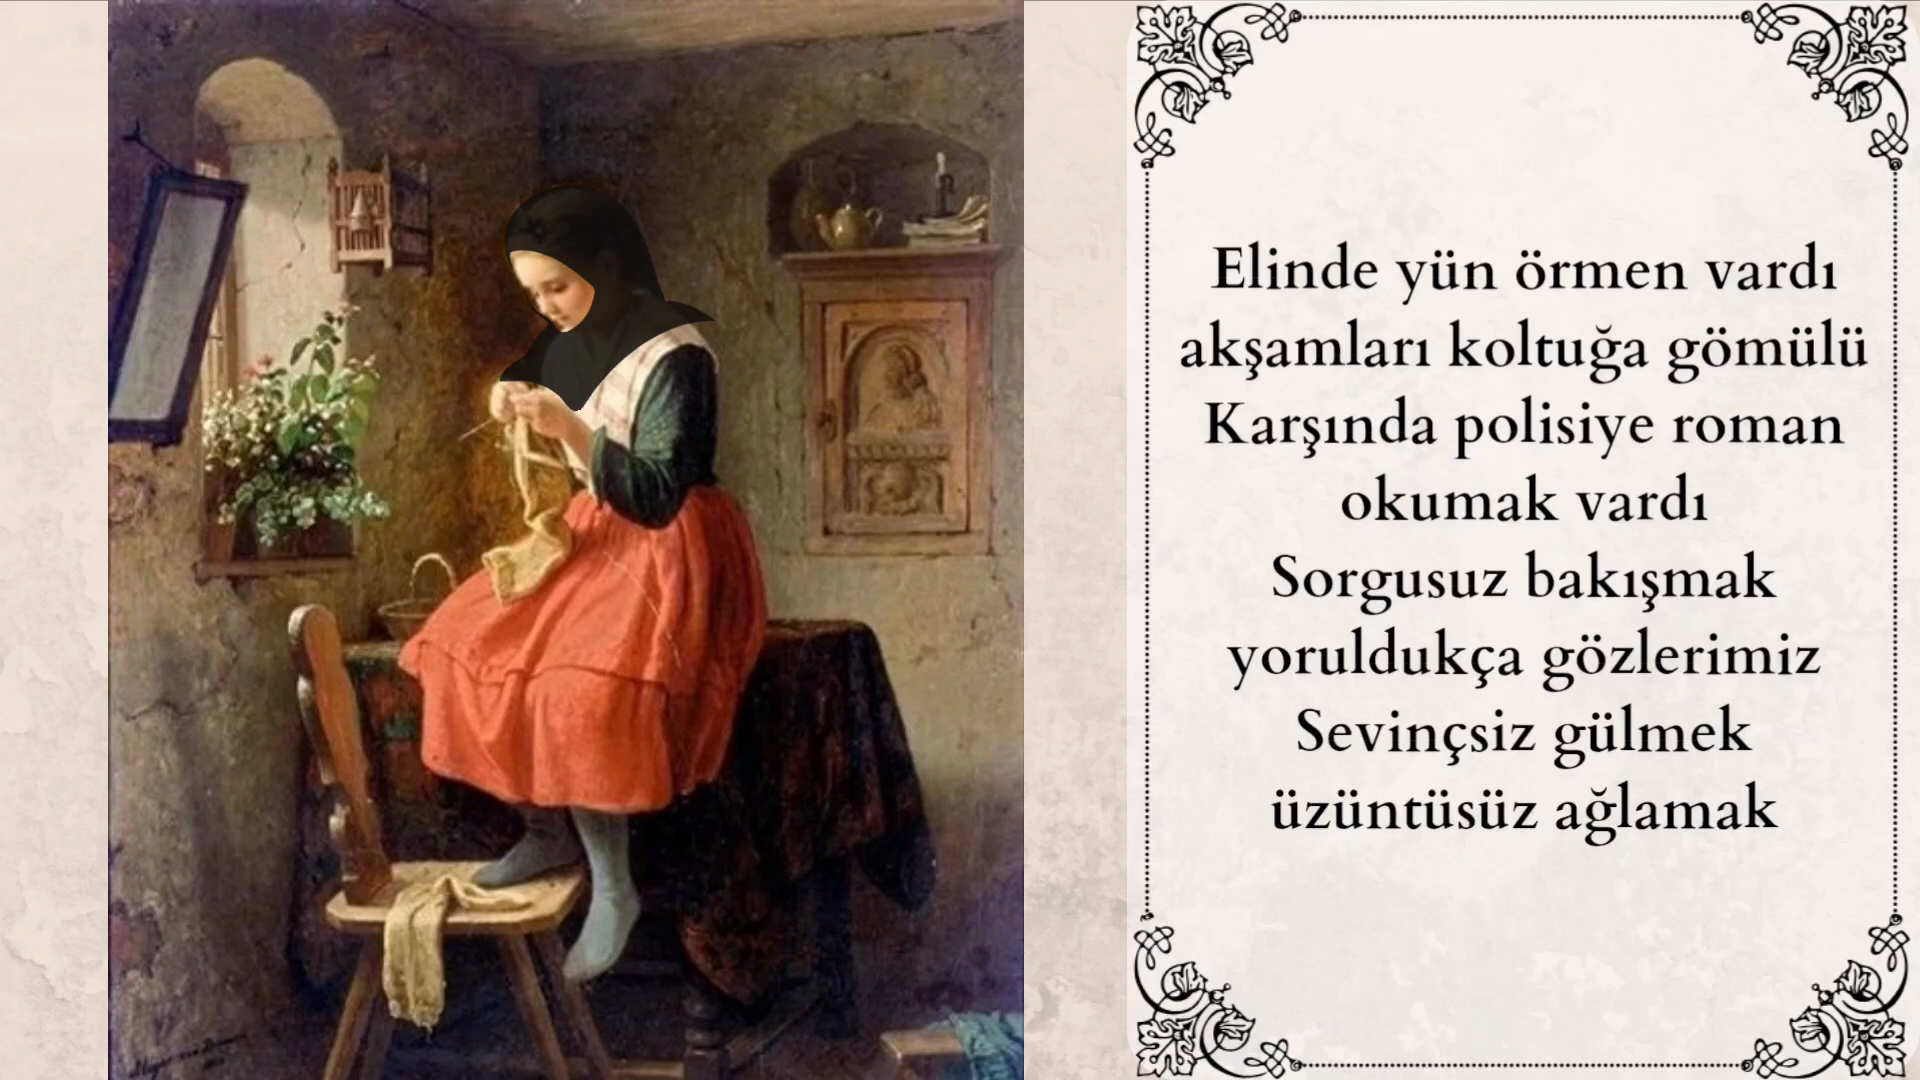 Elinde yün örmen vardı
akşamları koltuğa gömülü
Karşında polisiye roman
okumak vardı
Sorgusuz bakışmak
yoruldukça gözlerimiz
Sevinçsiz gülmek
üzüntüsüz ağlamak